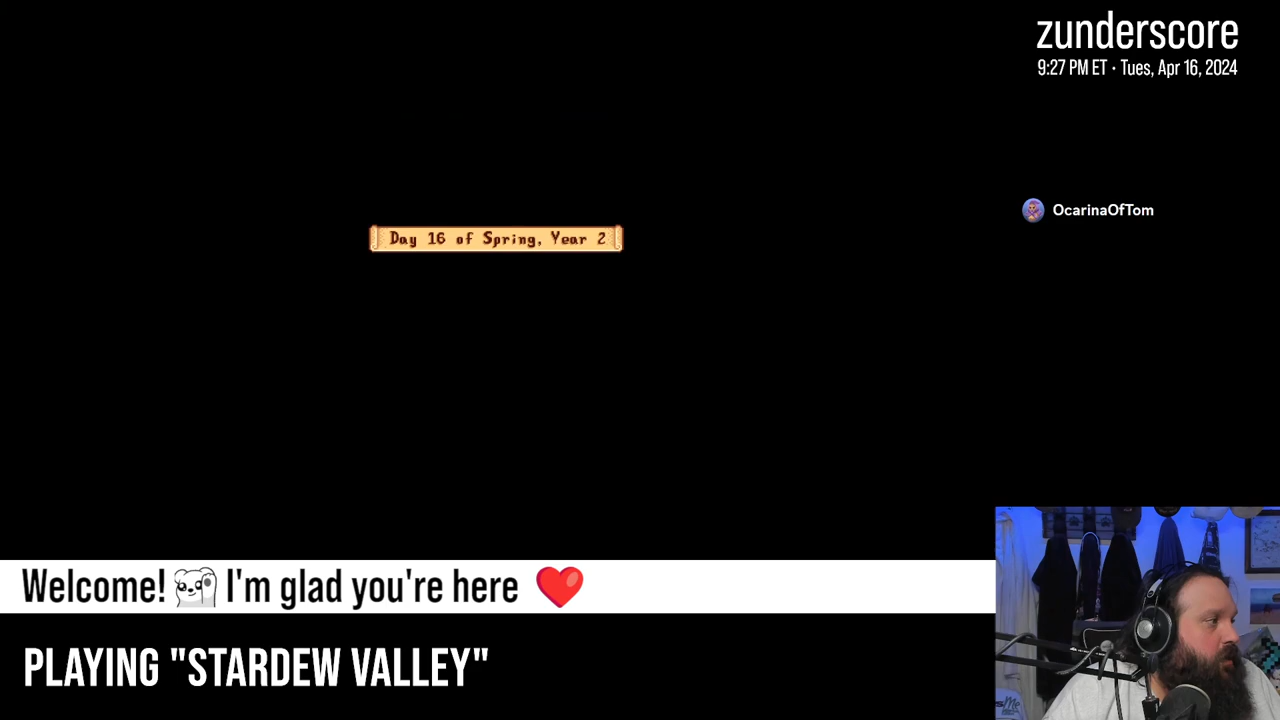 zunderscore
9:27 PM ET · Tues, Apr 16, 2024
OcarinaOfTom
Day 16 of Spring, Year 2
Welcome! I'm glad you're here
PLAYING "STARDEW VALLEY"